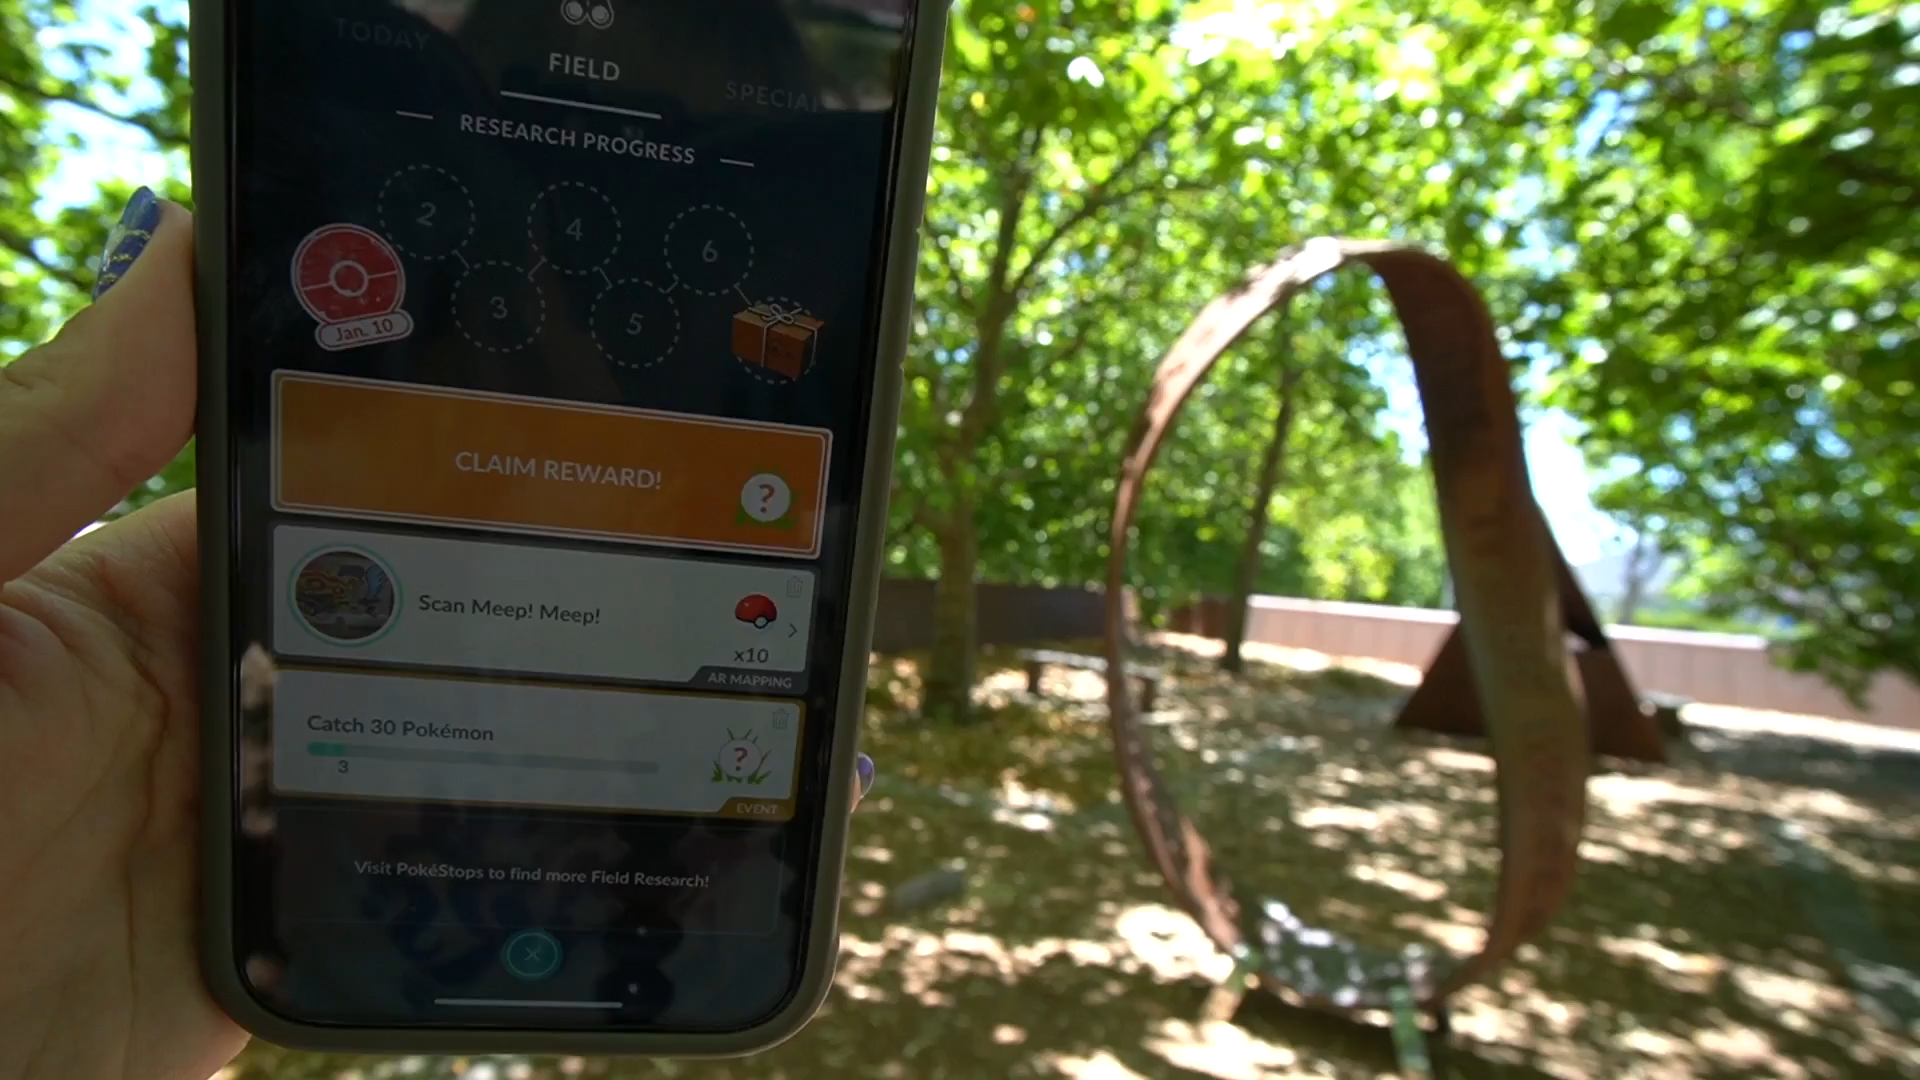 TODAY
FIELD
SPECIAL
RESEARCH PROGRESS
2
4
6
3
5
Jan. 10
CLAIM REWARD!
?
Scan Meep! Meep!
x10
AR MAPPING
Catch 30 Pokémon
3
?
EVENT
Visit PokéStops to find more Field Research!